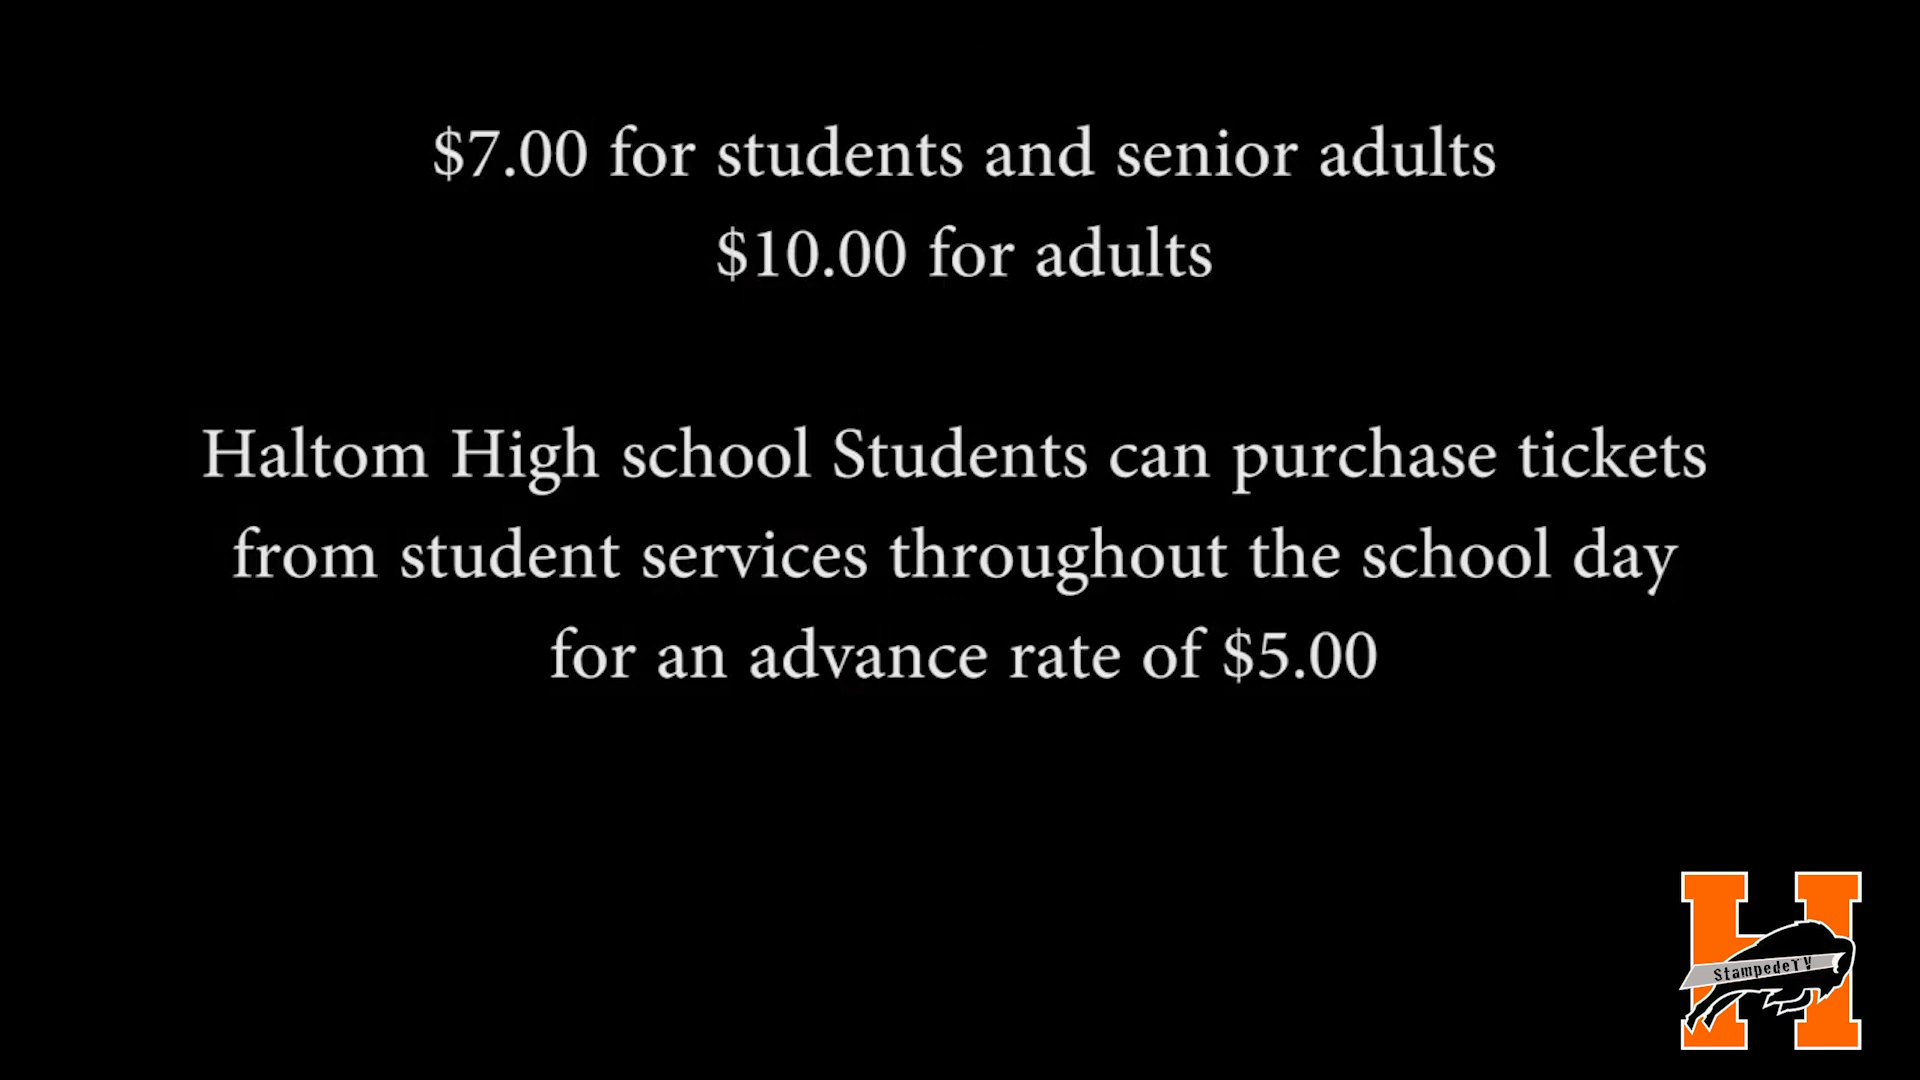 $7.00 for students and senior adults
$10.00 for adults
Haltom High school Students can purchase tickets
from student services throughout the school day
for an advance rate of $5.00
H
StampedeTV